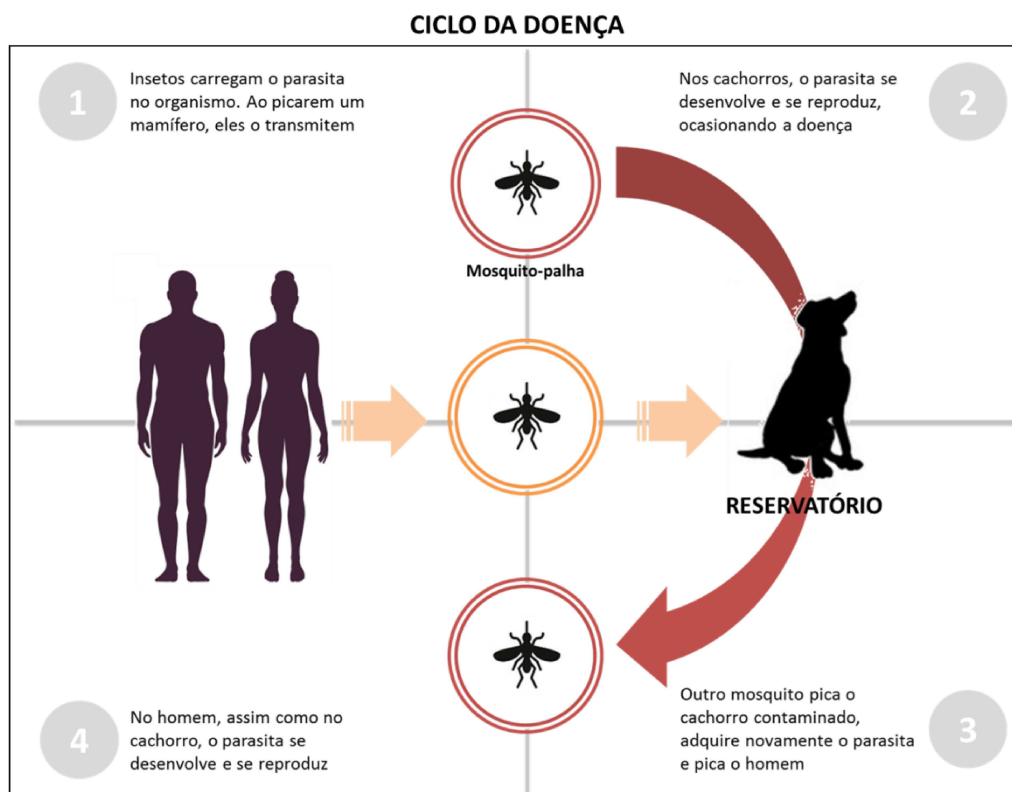 CICLO DA DOENÇA
1
Insetos carregam o parasita
no organismo. Ao picarem um
mamífero, eles o transmitem
Nos cachorros, o parasita se
desenvolve e se reproduz,
ocasionando a doença
2
Mosquito-palha
RESERVATÓRIO
4
No homem, assim como no
cachorro, o parasita se
desenvolve e se reproduz
Outro mosquito pica o
cachorro contaminado,
adquire novamente o parasita
e pica o homem
3